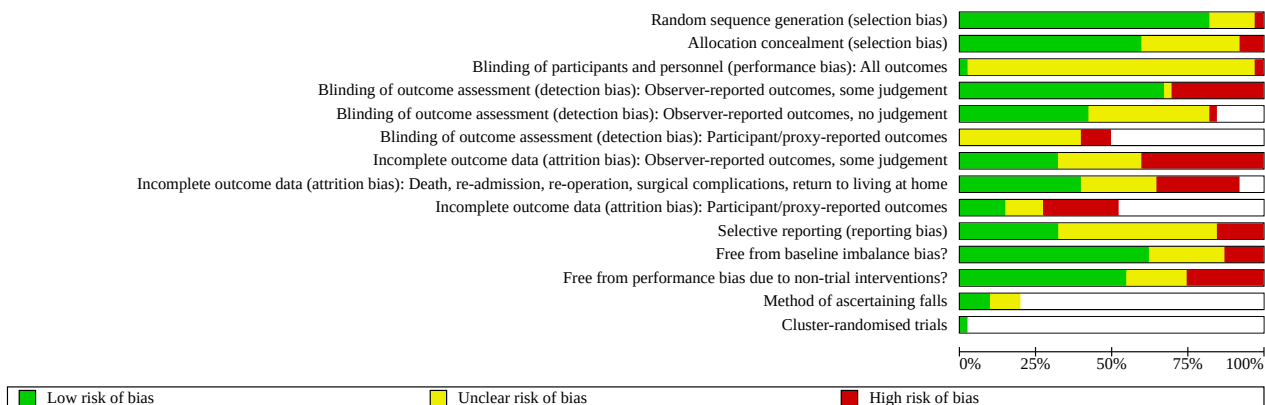 Random sequence generation (selection bias)
Allocation concealment (selection bias)
Blinding of participants and personnel (performance bias): All outcomes
Blinding of outcome assessment (detection bias): Observer-reported outcomes, some judgement
Blinding of outcome assessment (detection bias): Observer-reported outcomes, no judgement
Blinding of outcome assessment (detection bias): Participant/proxy-reported outcomes
Incomplete outcome data (attrition bias): Observer-reported outcomes, some judgement
Incomplete outcome data (attrition bias): Death, re-admission, re-operation, surgical complications, return to living at home
Incomplete outcome data (attrition bias): Participant/proxy-reported outcomes
Selective reporting (reporting bias)
Free from baseline imbalance bias?
Free from performance bias due to non-trial interventions?
Method of ascertaining falls
Cluster-randomised trials
0% 25% 50% 75% 100%
Low risk of bias Unclear risk of bias High risk of bias